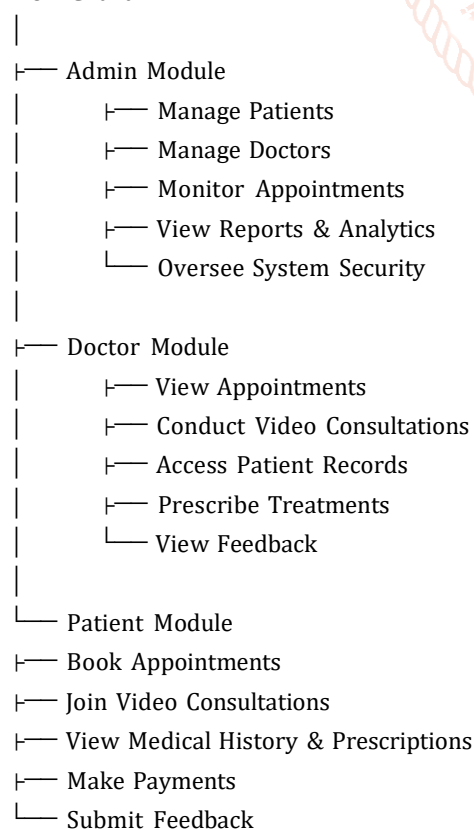 Admin Module
Manage Patients
Manage Doctors
Monitor Appointments
View Reports & Analytics
Oversee System Security
Doctor Module
View Appointments
Conduct Video Consultations
Access Patient Records
Prescribe Treatments
View Feedback
Patient Module
Book Appointments
Join Video Consultations
View Medical History & Prescriptions
Make Payments
Submit Feedback